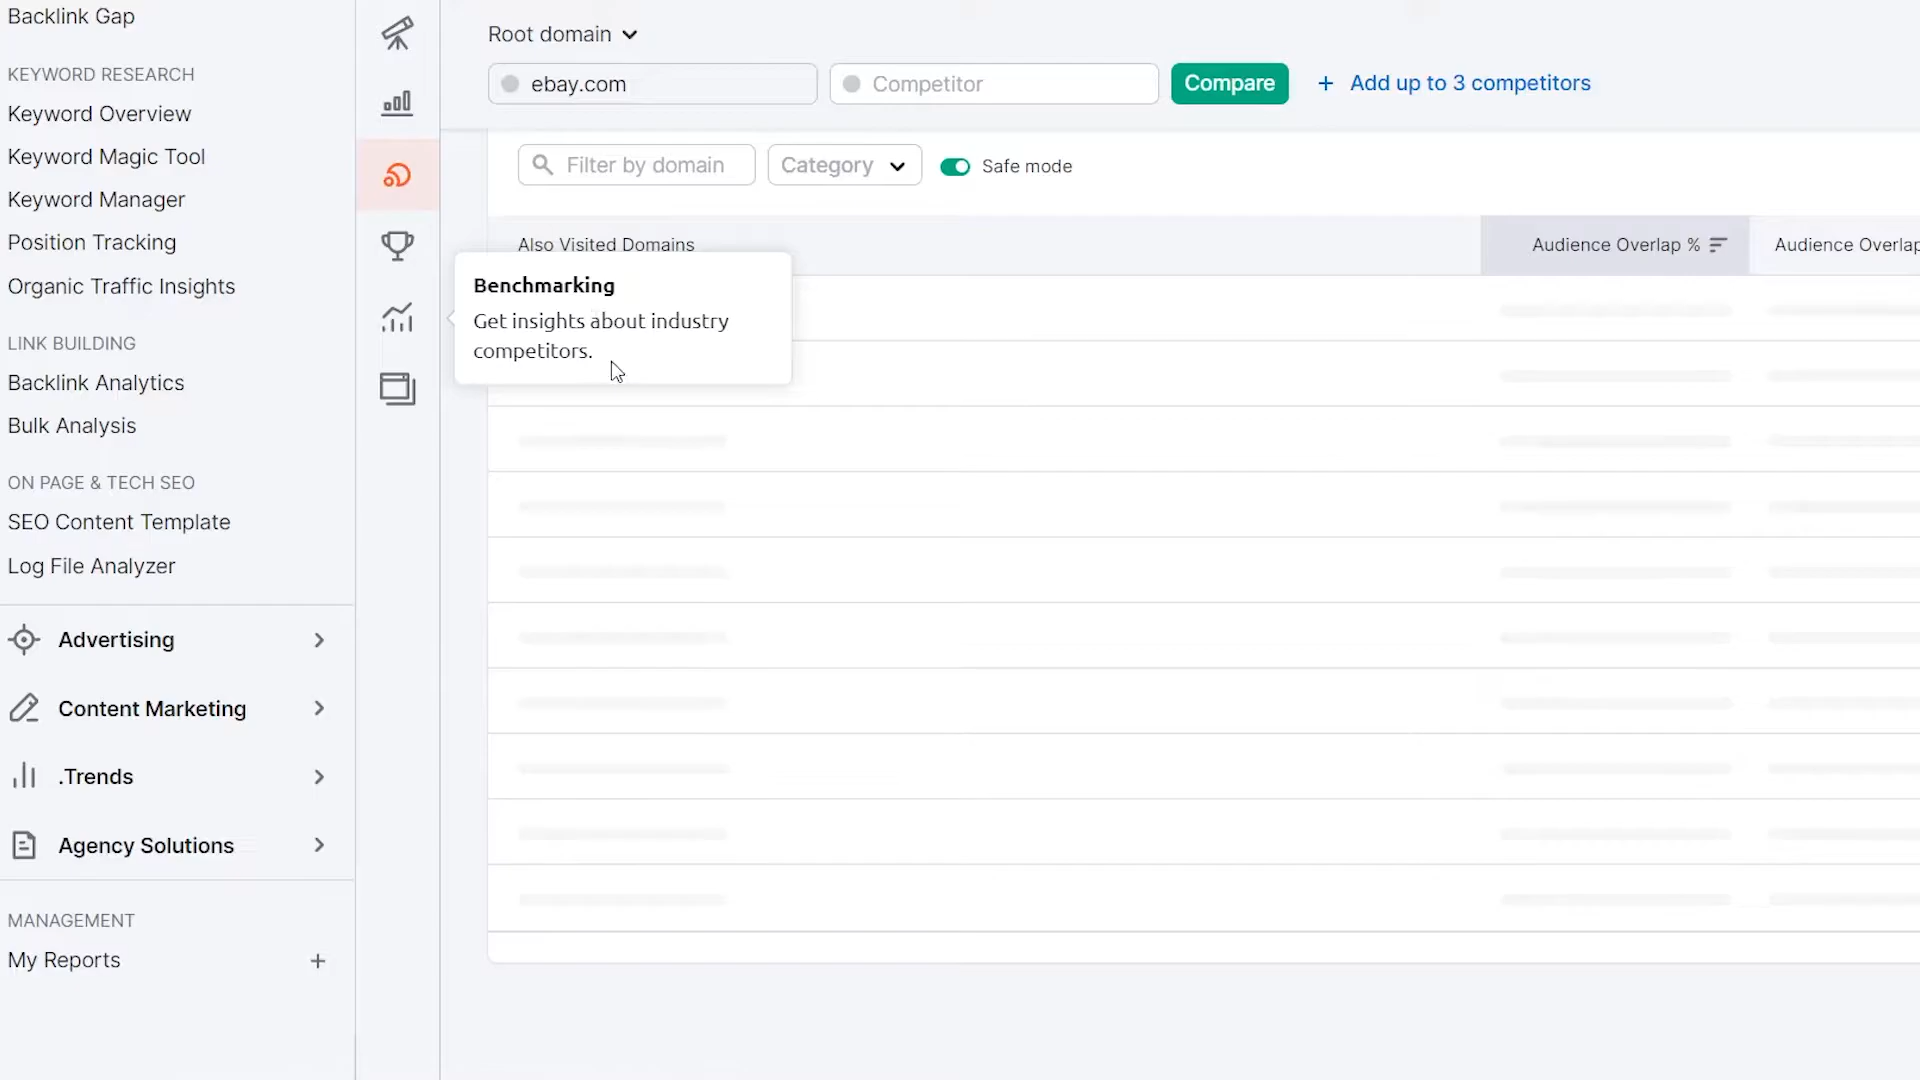 Backlink Gap
KEYWORD RESEARCH
Keyword Overview
Keyword Magic Tool
Keyword Manager
Position Tracking
Organic Traffic Insights
LINK BUILDING
Backlink Analytics
Bulk Analysis
ON PAGE & TECH SEO
SEO Content Template
Log File Analyzer
Advertising
Content Marketing
.Trends
Agency Solutions
MANAGEMENT
My Reports +
Root domain
ebay.com
Competitor
Compare
+ Add up to 3 competitors
Filter by domain
Category
Safe mode
Also Visited Domains
Audience Overlap %
Audience Overlap
Benchmarking
Get insights about industry
competitors.